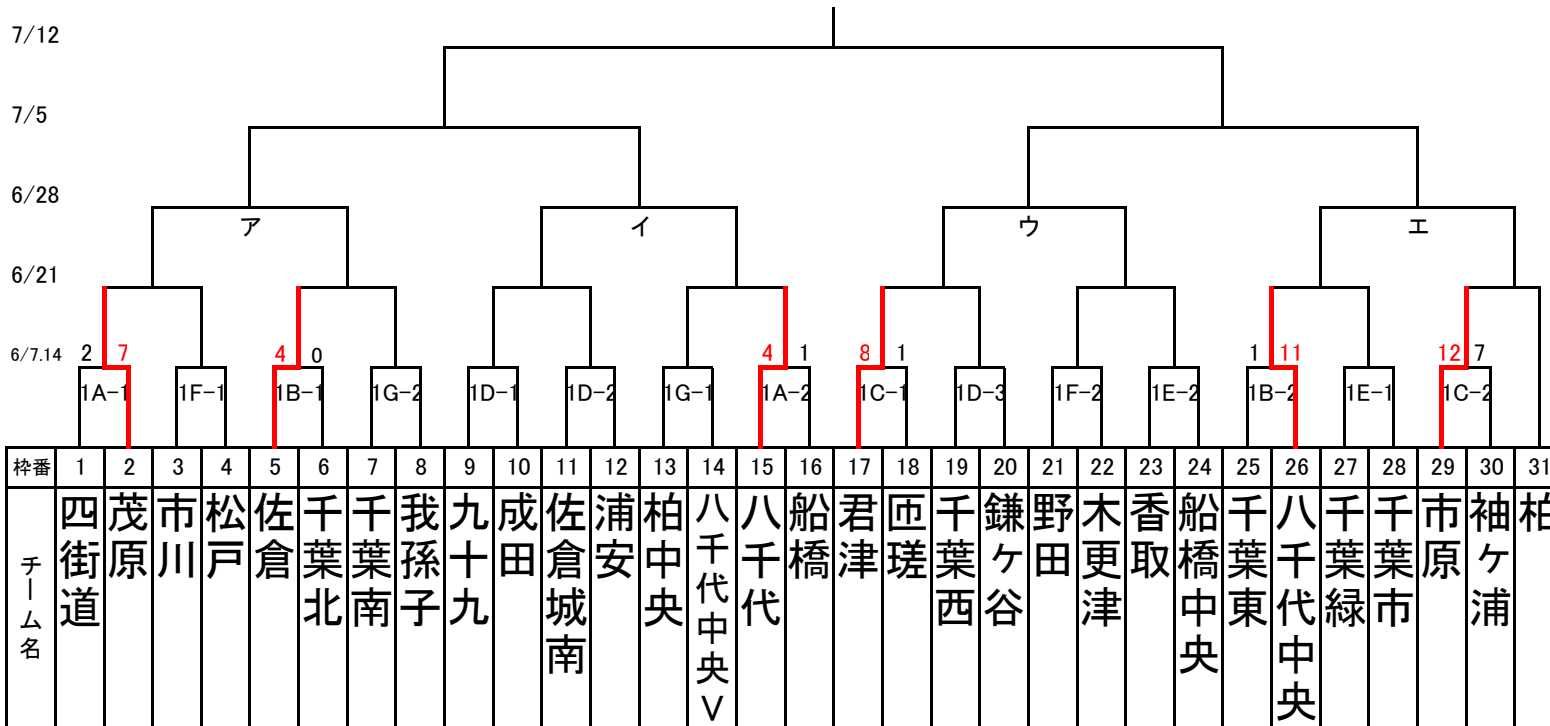 7/12
7/5
6/28
ア イ ウ エ
6/21
6/7.14 2 7 4 0 4 1 8 1 1 11 12 7
1A-1 1F-1 1B-1 1G-2 1D-1 1D-2 1G-1 1A-2 1C-1 1D-3 1F-2 1E-2 1B-2 1E-1 1C-2
枠番 1 2 3 4 5 6 7 8 9 10 11 12 13 14 15 16 17 18 19 20 21 22 23 24 25 26 27 28 29 30 31
チーム名
四街道
茂原
市川
松戸
佐倉
千葉北
千葉南
我孫子
九十九
成田
佐倉城南
浦安
柏中央
八千代中央V
八千代
船橋
君津
匝瑳
千葉西
鎌ヶ谷
野田
木更津
香取
船橋中央
千葉東
八千代中央
千葉緑
千葉市
市原
袖ヶ浦
柏